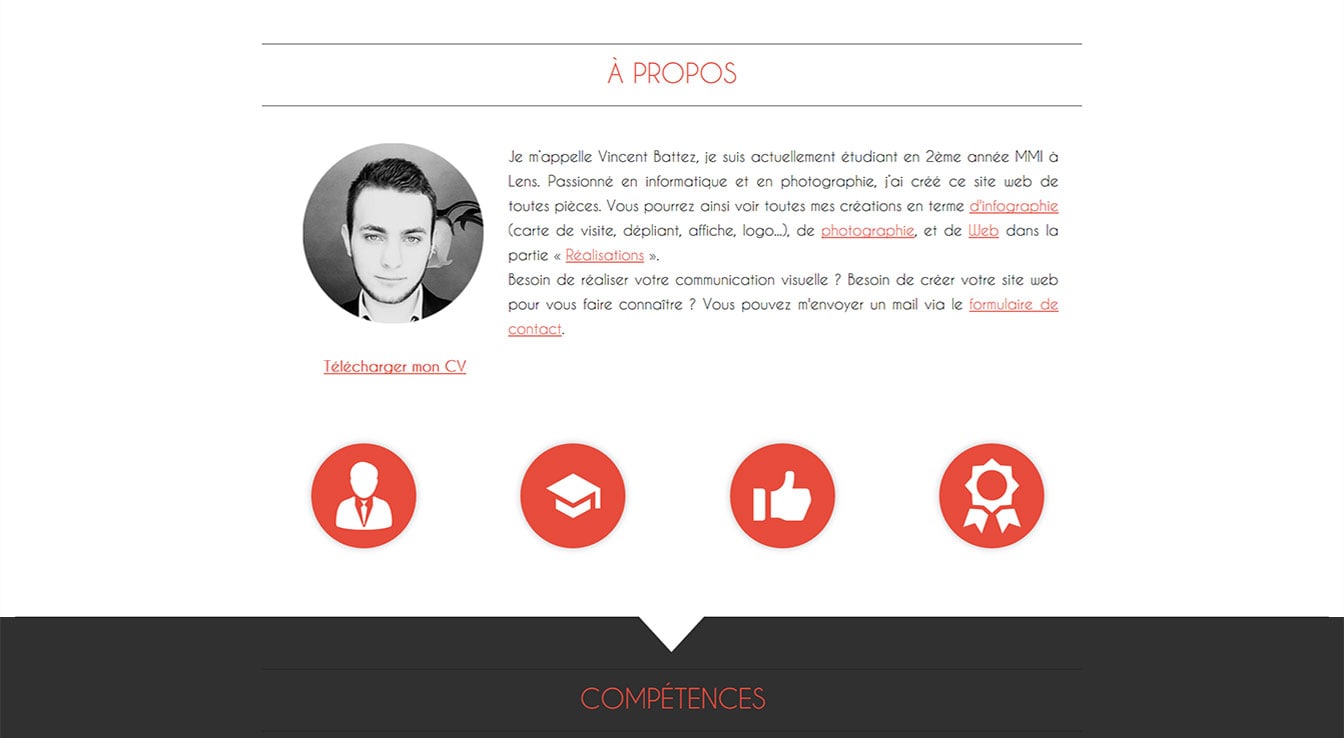 À PROPOS
Je m'appelle Vincent Battez, je suis actuellement étudiant en 2ème année MMI à
Lens. Passionné en informatique et en photographie, j'ai créé ce site web de
toutes pièces. Vous pourrez ainsi voir toutes mes créations en terme d'infographie
(carte de visite, dépliant, affiche, logo...), de photographie, et de Web dans la
partie « Réalisations ».
Besoin de réaliser votre communication visuelle ? Besoin de créer votre site web
pour vous faire connaître ? Vous pouvez m'envoyer un mail via le formulaire de
contact.
Télécharger mon CV
COMPÉTENCES